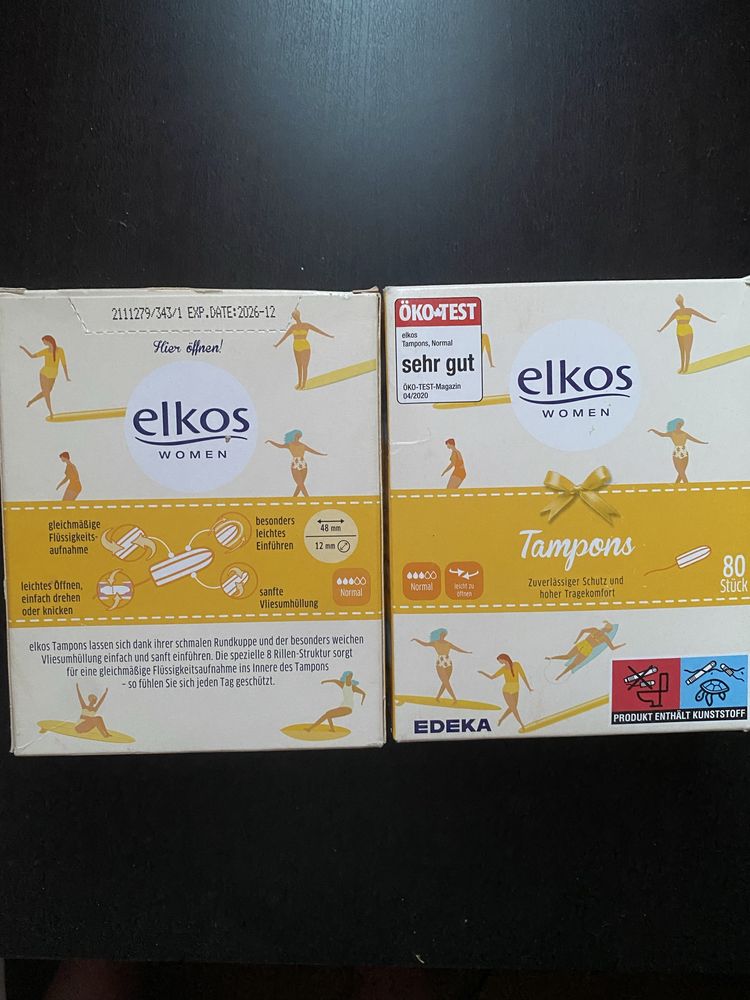 2111279/343/1 EXP.DATE:2026-12
Hier öffnen!
elkos
WOMEN
gleichmäßige
Flüssigkeits-
aufnahme
besonders
leichtes
Einführen
48 mm
12 mm
leichtes Öffnen,
einfach drehen
oder knicken
sanfte
Vliesumhüllung
Normal
elkos Tampons lassen sich dank ihrer schmalen Rundkuppe und der besonders weichen
Vliesumhüllung einfach und sanft einführen. Die spezielle 8 Rillen-Struktur sorgt
für eine gleichmäßige Flüssigkeitsaufnahme ins Innere des Tampons
- so fühlen Sie sich jeden Tag geschützt.
ÖKO-TEST
elkos
Tampons, Normal
sehr gut
ÖKO-TEST-Magazin
04/2020
elkos
WOMEN
Tampons
Zuverlässiger Schutz und
hoher Tragekomfort
Normal
leicht zu
öffnen
80
Stück
EDEKA
PRODUKT ENTHÄLT KUNSTSTOFF